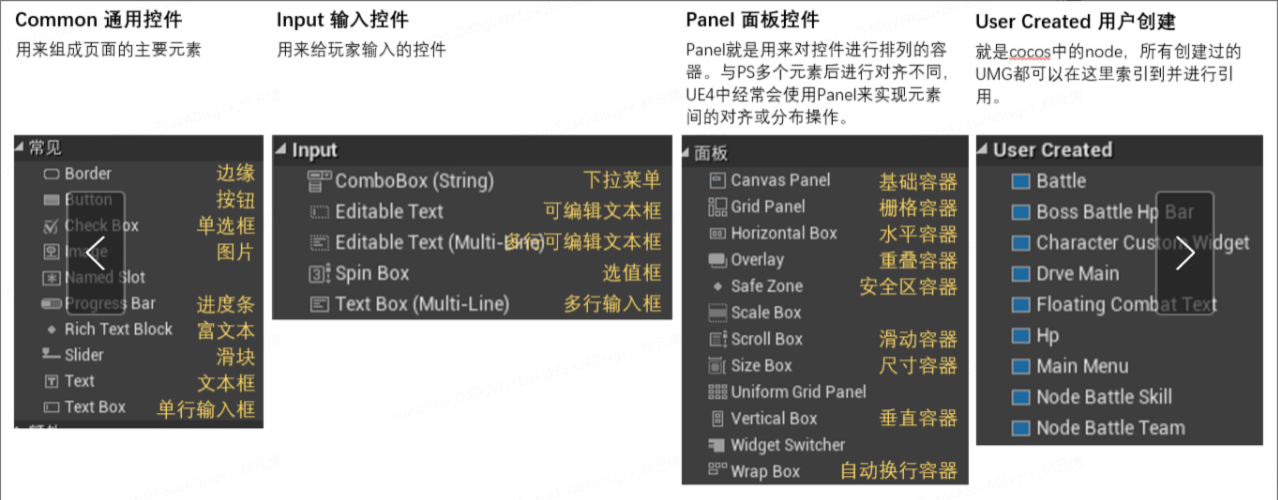 Common 通用控件
用来组成页面的主要元素
常见
Border 边缘
Button 按钮
Check Box 单选框
Image 图片
Named Slot
Progress Bar 进度条
Rich Text Block 富文本
Slider 滑块
Text 文本框
Text Box 单行输入框
Input 输入控件
用来给玩家输入的控件
Input
ComboBox (String) 下拉菜单
Editable Text 可编辑文本框
Editable Text (Multi-Line) 多行可编辑文本框
Spin Box 选值框
Text Box (Multi-Line) 多行输入框
Panel 面板控件
Panel就是用来对控件进行排列的容
器。与PS多个元素后进行对齐不同,
UE4中经常会使用Panel来实现元素
间的对齐或分布操作。
面板
Canvas Panel 基础容器
Grid Panel 栅格容器
Horizontal Box 水平容器
Overlay 重叠容器
Safe Zone 安全区容器
Scale Box
Scroll Box 滑动容器
Size Box 尺寸容器
Uniform Grid Panel
Vertical Box 垂直容器
Widget Switcher
Wrap Box 自动换行容器
User Created 用户创建
就是cocos中的node，所有创建过的
UMG都可以在这里索引到并进行引
用。
User Created
Battle
Boss Battle Hp Bar
Character Custom Widget
Drve Main
Floating Combat Text
Hp
Main Menu
Node Battle Skill
Node Battle Team